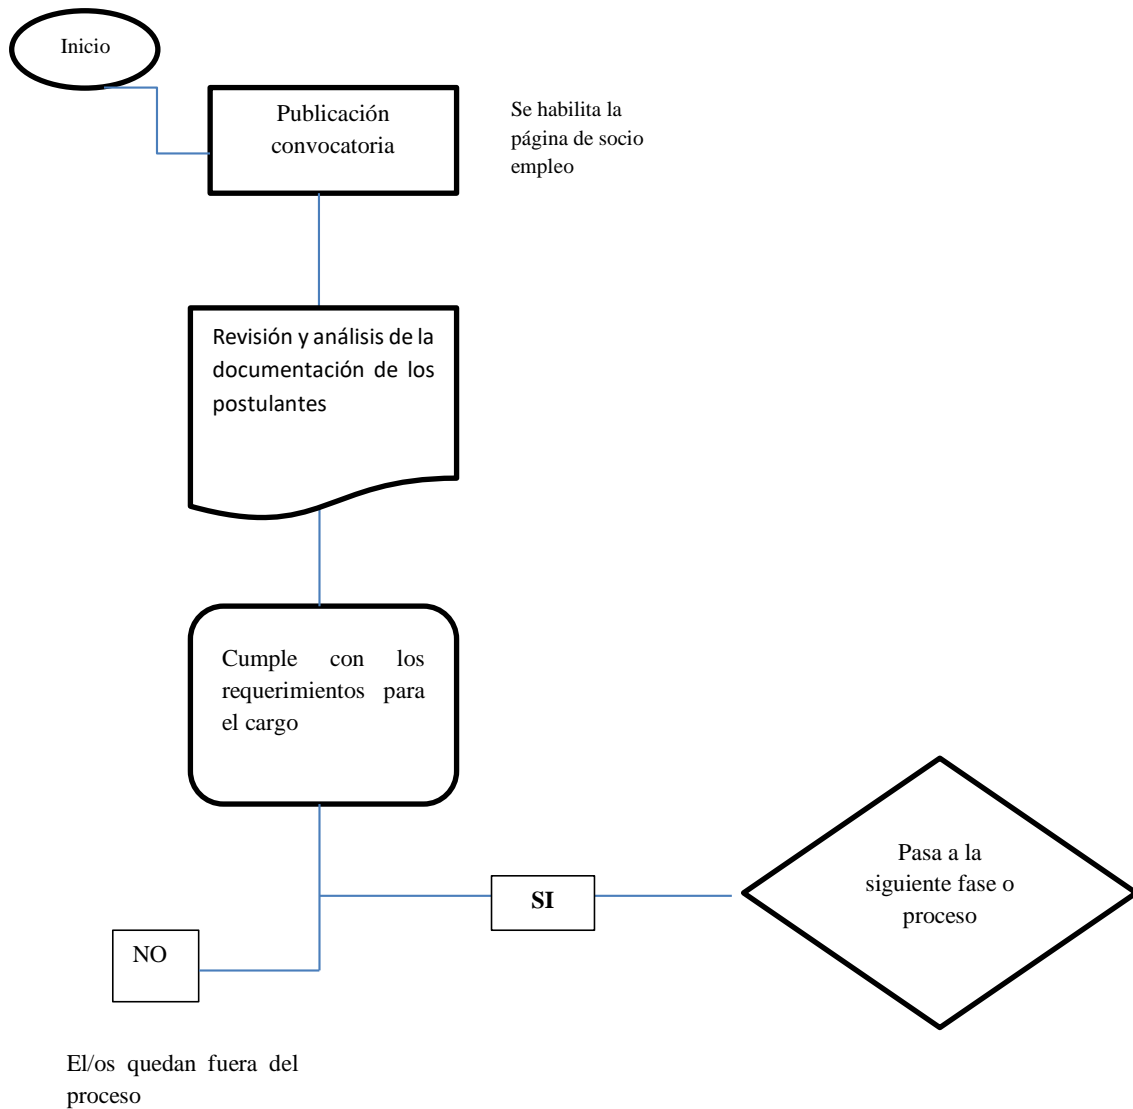 Inicio
Publicación
convocatoria
Se habilita la
página de socio
empleo
Revisión y análisis de la
documentación de los
postulantes
Cumple con los
requerimientos para
el cargo
Pasa a la
siguiente fase o
proceso
SI
NO
El/os quedan fuera del
proceso